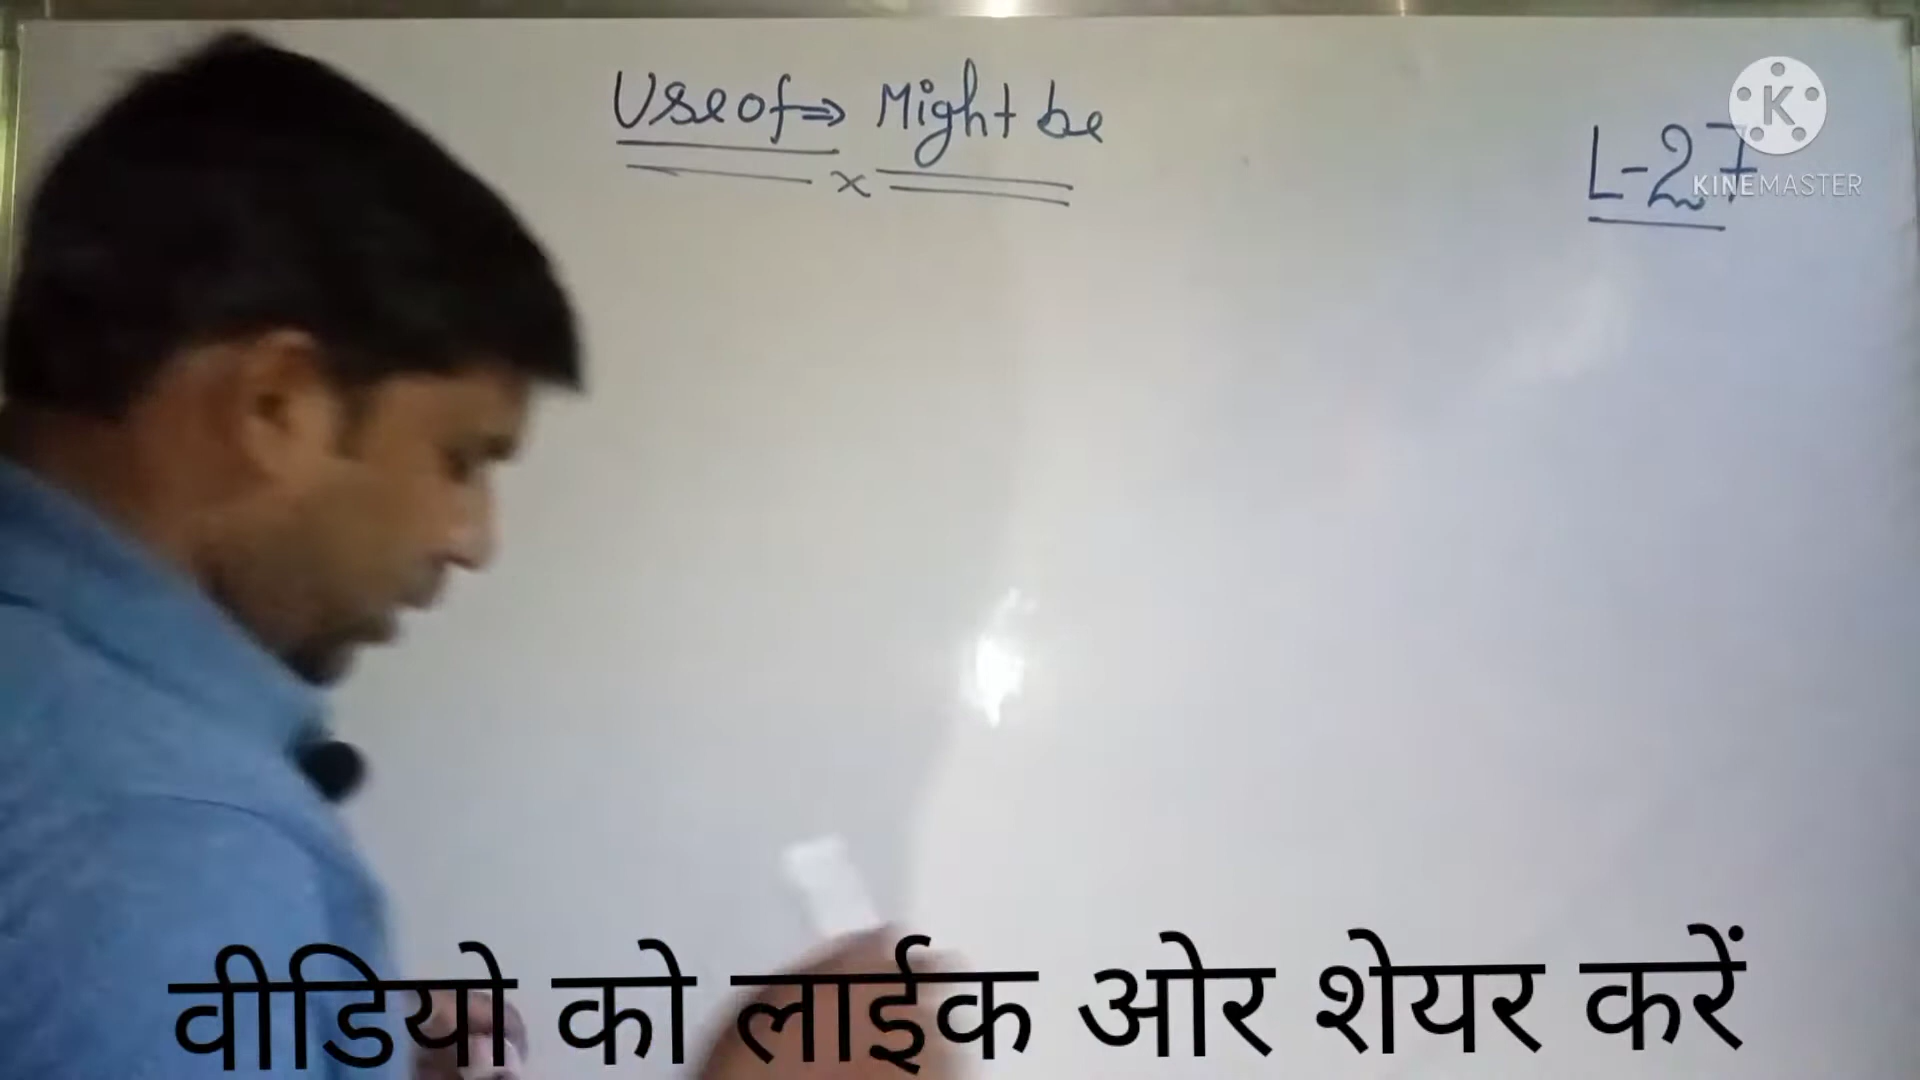 Use of ⇒ Might be
x
L-27
KINEMASTER
वीडियो को लाईक ओर शेयर करें